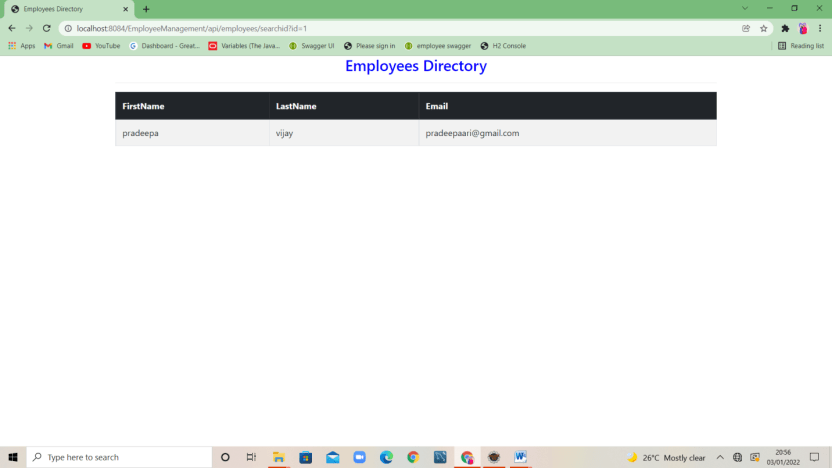 Employees Directory
localhost:8084/EmployeeManagement/api/employees/searchid?id=1
Apps Gmail YouTube Dashboard - Great... Variables (The Java... Swagger UI Please sign in employee swagger H2 Console Reading list
Employees Directory
FirstName LastName Email
pradeepa vijay pradeepaari@gmail.com
Type here to search 26°C Mostly clear 20:56
03/01/2022